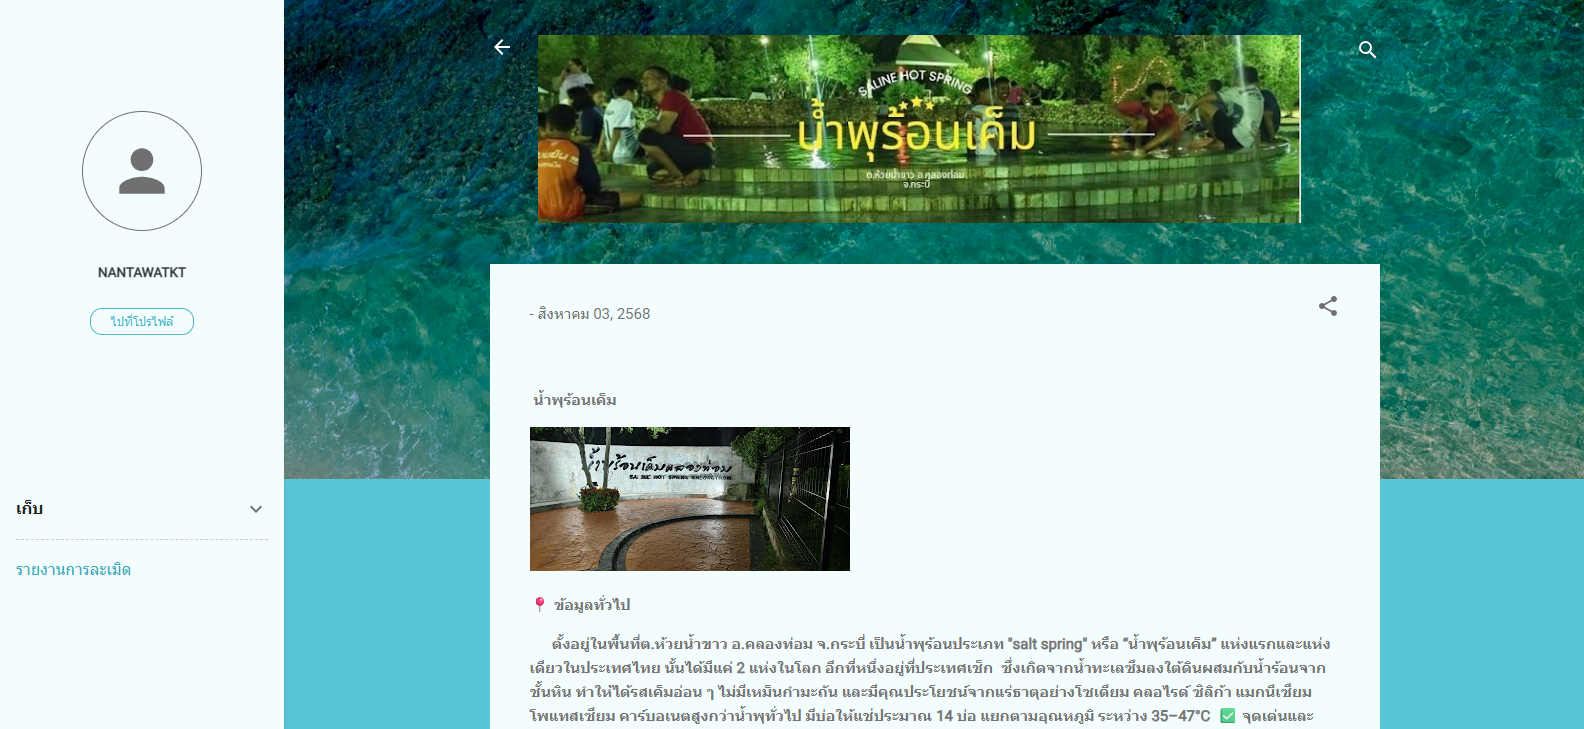 SALINE HOT SPRING
น้ำพุร้อนเค็ม
ต.ห้วยน้ำขาว อ.คลองท่อม
จ.กระบี่
NANTAWATKT
ไปที่โปรไฟล์
- สิงหาคม 03, 2568
น้ำพุร้อนเค็ม
น้ำพุร้อนเค็มคลองท่อม
SALINE HOT SPRING KHLONGTHOM
เก็บ
รายงานการละเมิด
📍 ข้อมูลทั่วไป
ตั้งอยู่ในพื้นที่ต.ห้วยน้ำขาว อ.คลองท่อม จ.กระบี่ เป็นน้ำพุร้อนประเภท "salt spring" หรือ “น้ำพุร้อนเค็ม” แห่งแรกและแห่ง
เดียวในประเทศไทย นั้นได้มีแค่ 2 แห่งในโลก อีกที่หนึ่งอยู่ที่ประเทศเช็ก ซึ่งเกิดจากน้ำทะเลซึมลงใต้ดินผสมกับน้ำร้อนจาก
ชั้นหิน ทำให้ได้รสเค็มอ่อน ๆ ไม่มีเหม็นกำมะถัน และมีคุณประโยชน์จากแร่ธาตุอย่างโซเดียม คลอไรด์ ซิลิก้า แมกนีเซียม
โพแทสเซียม คาร์บอเนตสูงกว่าน้ำพุทั่วไป มีบ่อให้แช่ประมาณ 14 บ่อ แยกตามอุณหภูมิ ระหว่าง 35–47°C ✅ จุดเด่นและ